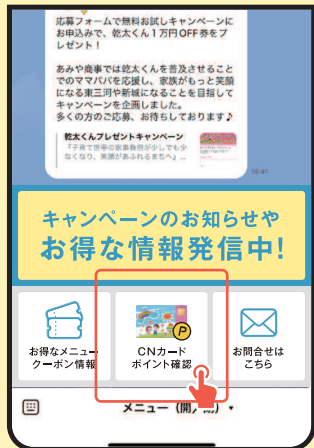 応募フォームで無料お試しキャンペーンに
お申込みで、乾太くん1万円OFF券をプ
レゼント!
あみや商事では乾太くんを普及させること
でのママパパを応援し、家族がもっと笑顔
になる東三河や新城になることを目指して
キャンペーンを企画しました。
多くの方のご応募、お待ちしております♪
乾太くんプレゼントキャンペーン
『子育て世帯の家事負担が少しでも少
なくなり、笑顔があふれるまちへ』…
10:41
キャンペーンのお知らせや
お得な情報発信中!
P
お得なメニュー
クーポン情報
CNカード
ポイント確認
お問合せは
こちら
メニュー(開/閉)▾